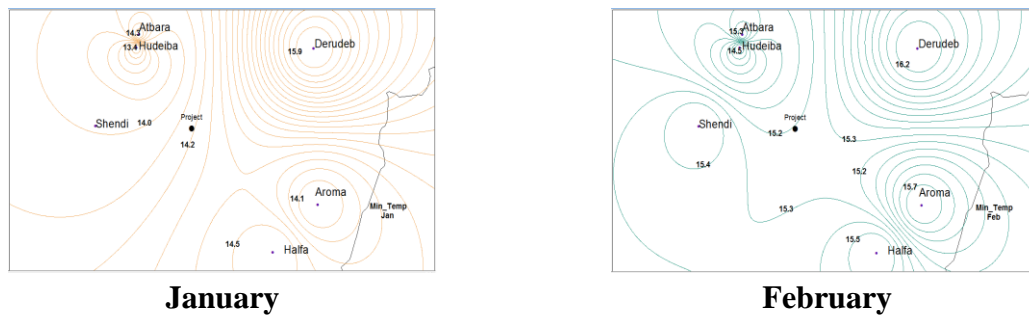 Atbara
14.3
13.4 Hudeiba
15.9
Derudeb
Shendi
14.0
Project
14.2
Aroma
14.1
Min_Temp
Jan
14.5
Halfa
January
Atbara
15.3
Hudeiba
14.5
Derudeb
16.2
Project
Shendi
15.2
15.3
15.4
15.2
15.7
Aroma
15.3
Min_Temp
Feb
15.5
Halfa
February